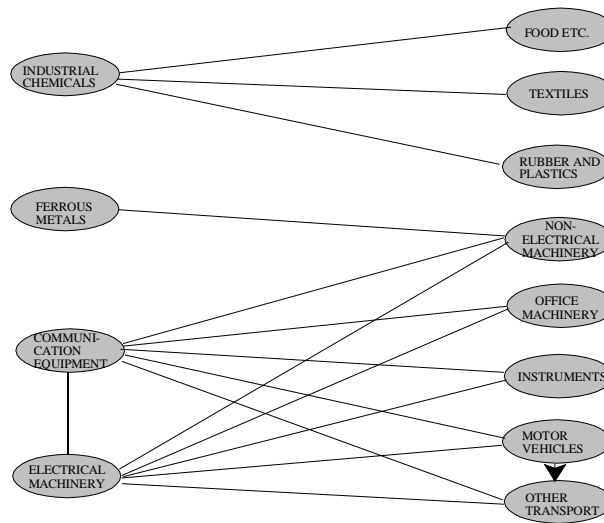 INDUSTRIAL
CHEMICALS
FERROUS
METALS
COMMUNI-
CATION
EQUIPMENT
ELECTRICAL
MACHINERY
FOOD ETC.
TEXTILES
RUBBER AND
PLASTICS
NON-
ELECTRICAL
MACHINERY
OFFICE
MACHINERY
INSTRUMENTS
MOTOR
VEHICLES
OTHER
TRANSPORT